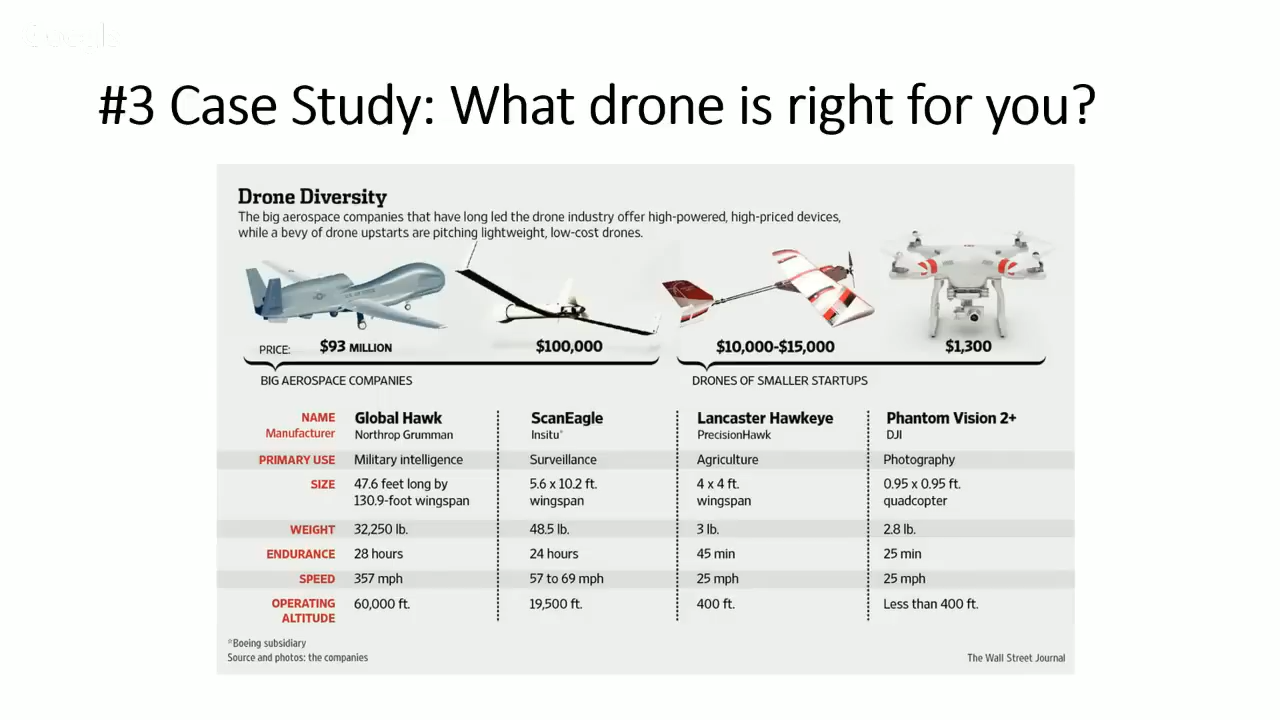 #3 Case Study: What drone is right for you?
Drone Diversity
The big aerospace companies that have long led the drone industry offer high-powered, high-priced devices,
while a bevy of drone upstarts are pitching lightweight, low-cost drones.
PRICE: $93 MILLION $100,000 $10,000-$15,000 $1,300
BIG AEROSPACE COMPANIES DRONES OF SMALLER STARTUPS
NAME Global Hawk ScanEagle Lancaster Hawkeye Phantom Vision 2+
Manufacturer Northrop Grumman Insitu* PrecisionHawk DJI
PRIMARY USE Military intelligence Surveillance Agriculture Photography
SIZE 47.6 feet long by 5.6 x 10.2 ft. 4 x 4 ft. 0.95 x 0.95 ft.
130.9-foot wingspan wingspan wingspan quadcopter
WEIGHT 32,250 lb. 48.5 lb. 3 lb. 2.8 lb.
ENDURANCE 28 hours 24 hours 45 min 25 min
SPEED 357 mph 57 to 69 mph 25 mph 25 mph
OPERATING 60,000 ft. 19,500 ft. 400 ft. Less than 400 ft.
ALTITUDE
*Boeing subsidiary
Source and photos: the companies The Wall Street Journal